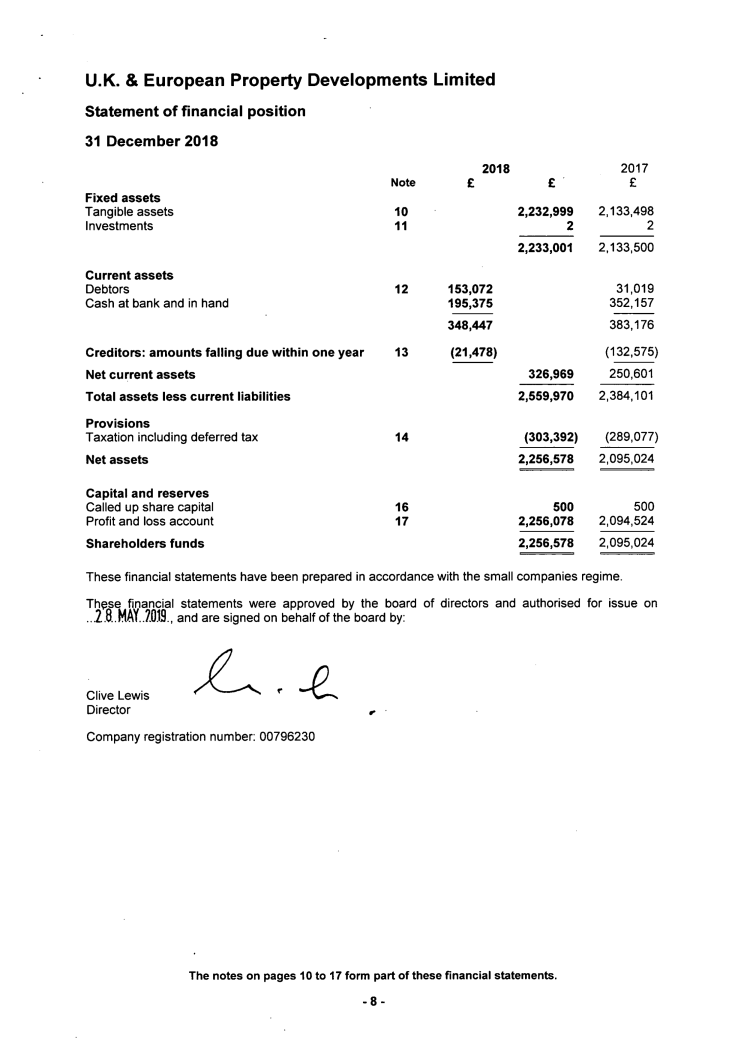 U.K. & European Property Developments Limited
Statement of financial position
31 December 2018
2018 2017
Note £ £ £
Fixed assets
Tangible assets 10 2,232,999 2,133,498
Investments 11 2 2
2,233,001 2,133,500
Current assets
Debtors 12 153,072 31,019
Cash at bank and in hand 195,375 352,157
348,447 383,176
Creditors: amounts falling due within one year 13 (21,478) (132,575)
Net current assets 326,969 250,601
Total assets less current liabilities 2,559,970 2,384,101
Provisions
Taxation including deferred tax 14 (303,392) (289,077)
Net assets 2,256,578 2,095,024
Capital and reserves
Called up share capital 16 500 500
Profit and loss account 17 2,256,078 2,094,524
Shareholders funds 2,256,578 2,095,024
These financial statements have been prepared in accordance with the small companies regime.
These financial statements were approved by the board of directors and authorised for issue on
...2 8. MAY. 2019., and are signed on behalf of the board by:
Clive Lewis
Director
Company registration number: 00796230
The notes on pages 10 to 17 form part of these financial statements.
- 8 -